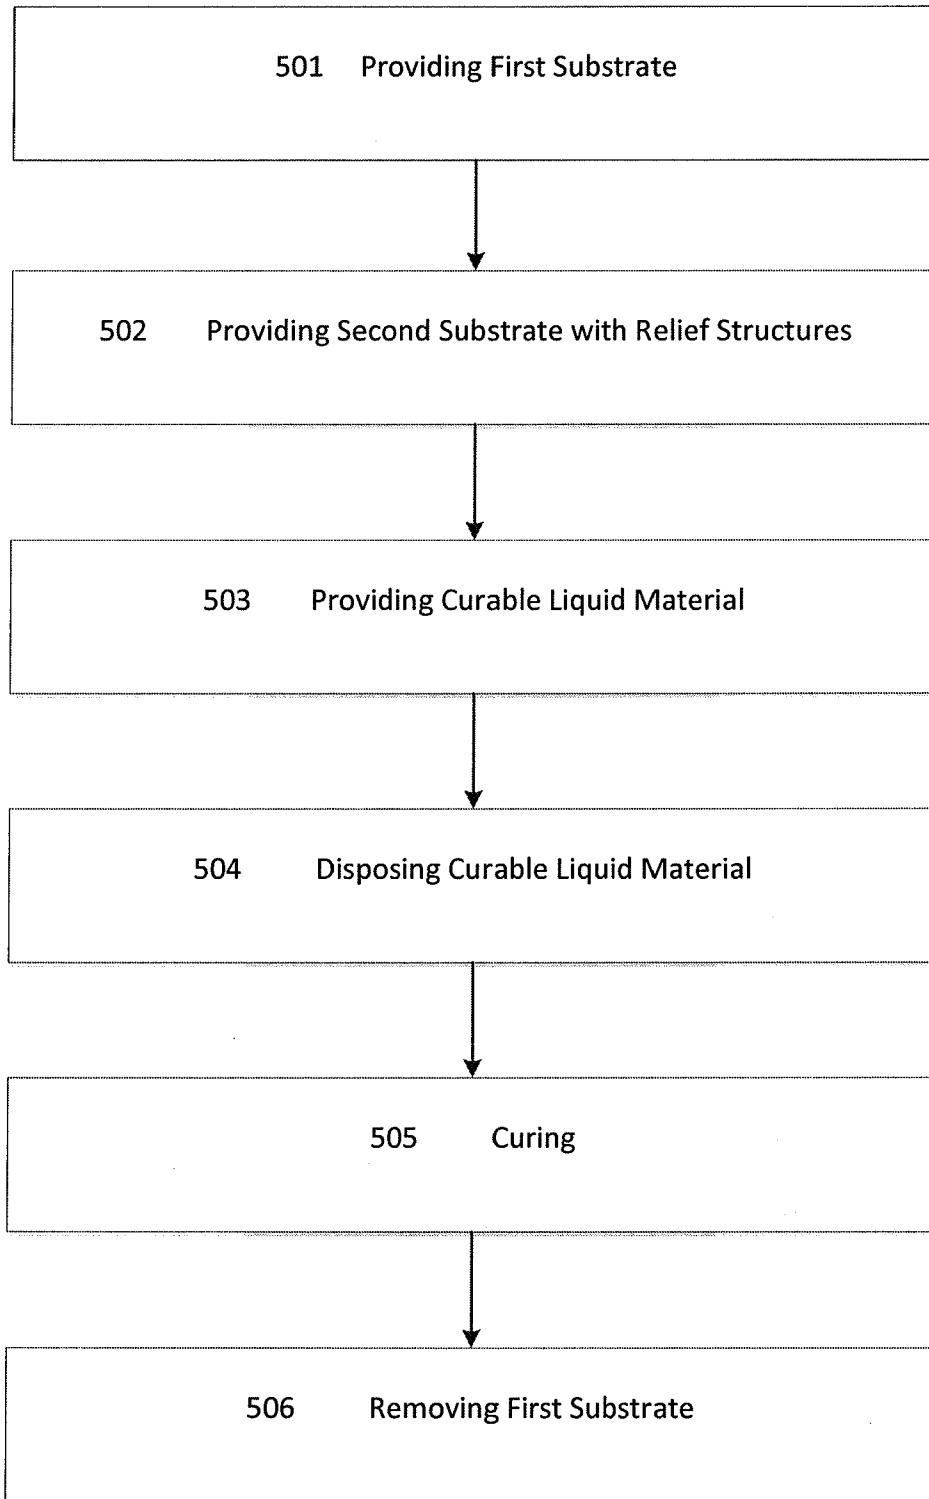 501 Providing First Substrate
502 Providing Second Substrate with Relief Structures
503 Providing Curable Liquid Material
504 Disposing Curable Liquid Material
505 Curing
506 Removing First Substrate